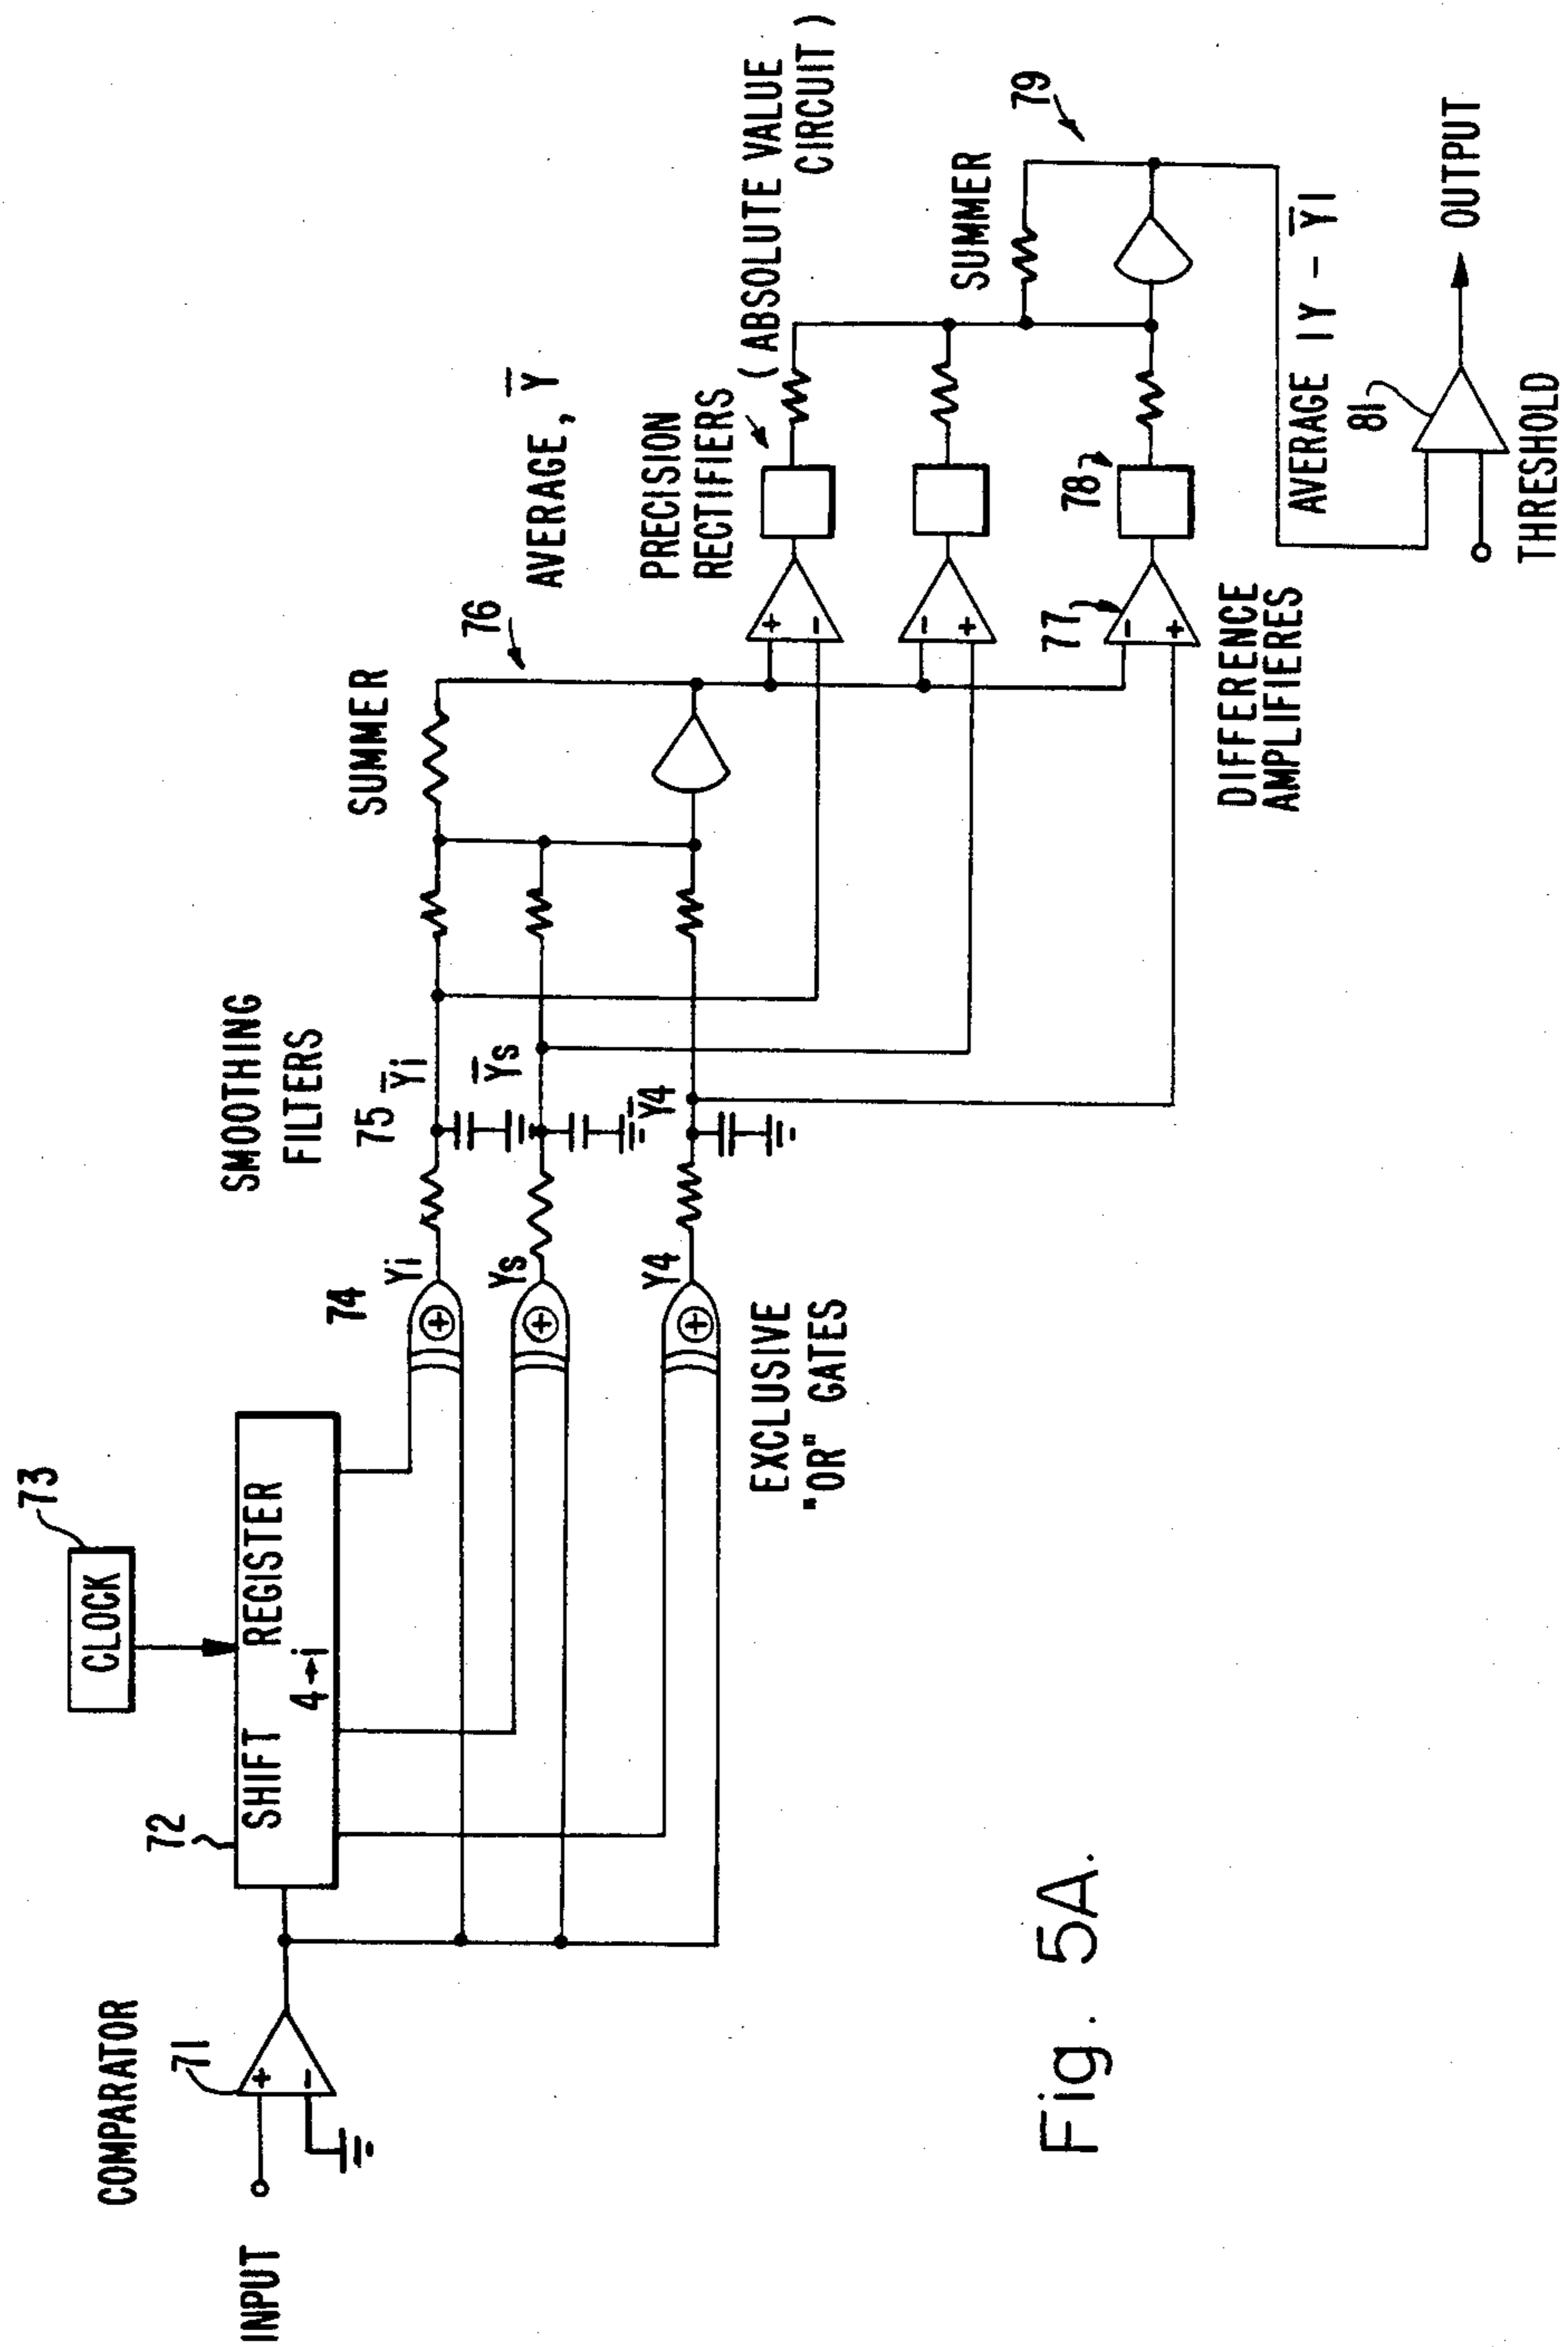 INPUT
COMPARATOR
71
+
-
72
SHIFT REGISTER
4→i
CLOCK
73
74
Yi
Ys
Y4
EXCLUSIVE
"OR" GATES
SMOOTHING
FILTERS
75
Ȳi
Ȳs
Ȳ4
SUMMER
76
AVERAGE, Ȳ
+
-
-
+
77
-
+
DIFFERENCE
AMPLIFIERES
PRECISION
RECTIFIERS
(ABSOLUTE VALUE
CIRCUIT)
78
SUMMER
79
AVERAGE |Y - Ȳ|
81
THRESHOLD
OUTPUT
Fig. 5A.